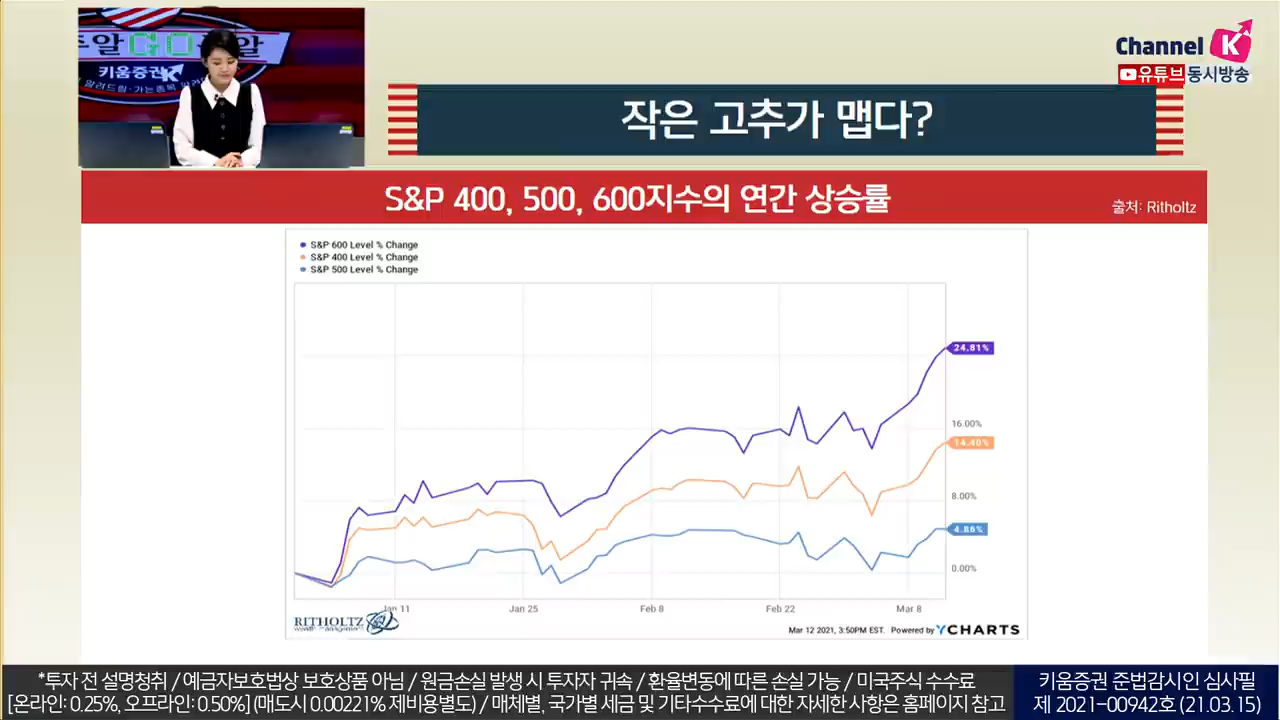 주알GO주알
키움증권K
Channel K
유튜브동시방송
작은 고추가 맵다?
S&P 400, 500, 600지수의 연간 상승률
출처: Ritholtz
S&P 600 Level % Change
S&P 400 Level % Change
S&P 500 Level % Change
24.81%
16.00%
14.40%
8.00%
4.86%
0.00%
Jan 11
Jan 25
Feb 8
Feb 22
Mar 8
RITHOLTZ
wealth management
Mar 12 2021, 3:50PM EST. Powered by YCHARTS
*투자 전 설명청취 / 예금자보호법상 보호상품 아님 / 원금손실 발생 시 투자자 귀속 / 환율변동에 따른 손실 가능 / 미국주식 수수료
[온라인: 0.25%, 오프라인: 0.50%] (매도시 0.00221% 제비용별도) / 매체별, 국가별 세금 및 기타수수료에 대한 자세한 사항은 홈페이지 참고
키움증권 준법감시인 심사필
제 2021-00942호 (21.03.15)